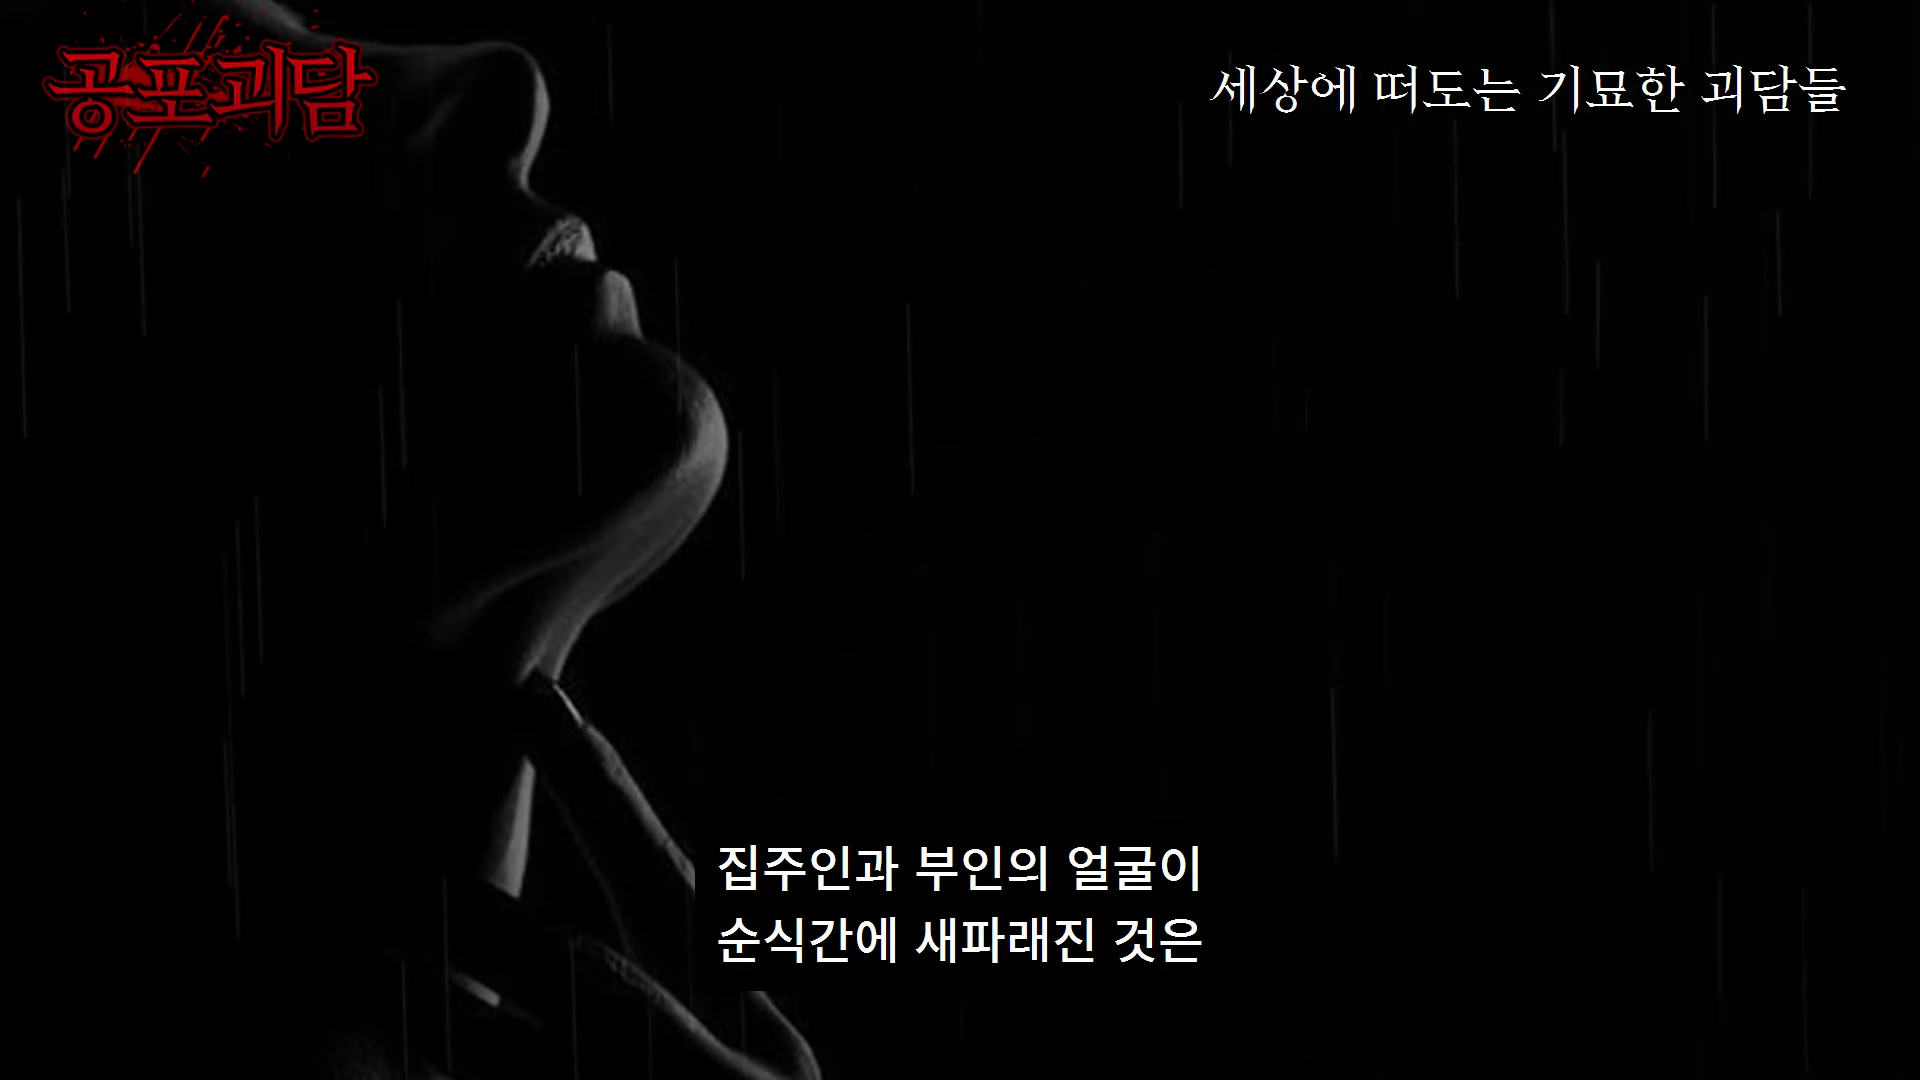 공포괴담
세상에 떠도는 기묘한 괴담들
집주인과 부인의 얼굴이
순식간에 새파래진 것은